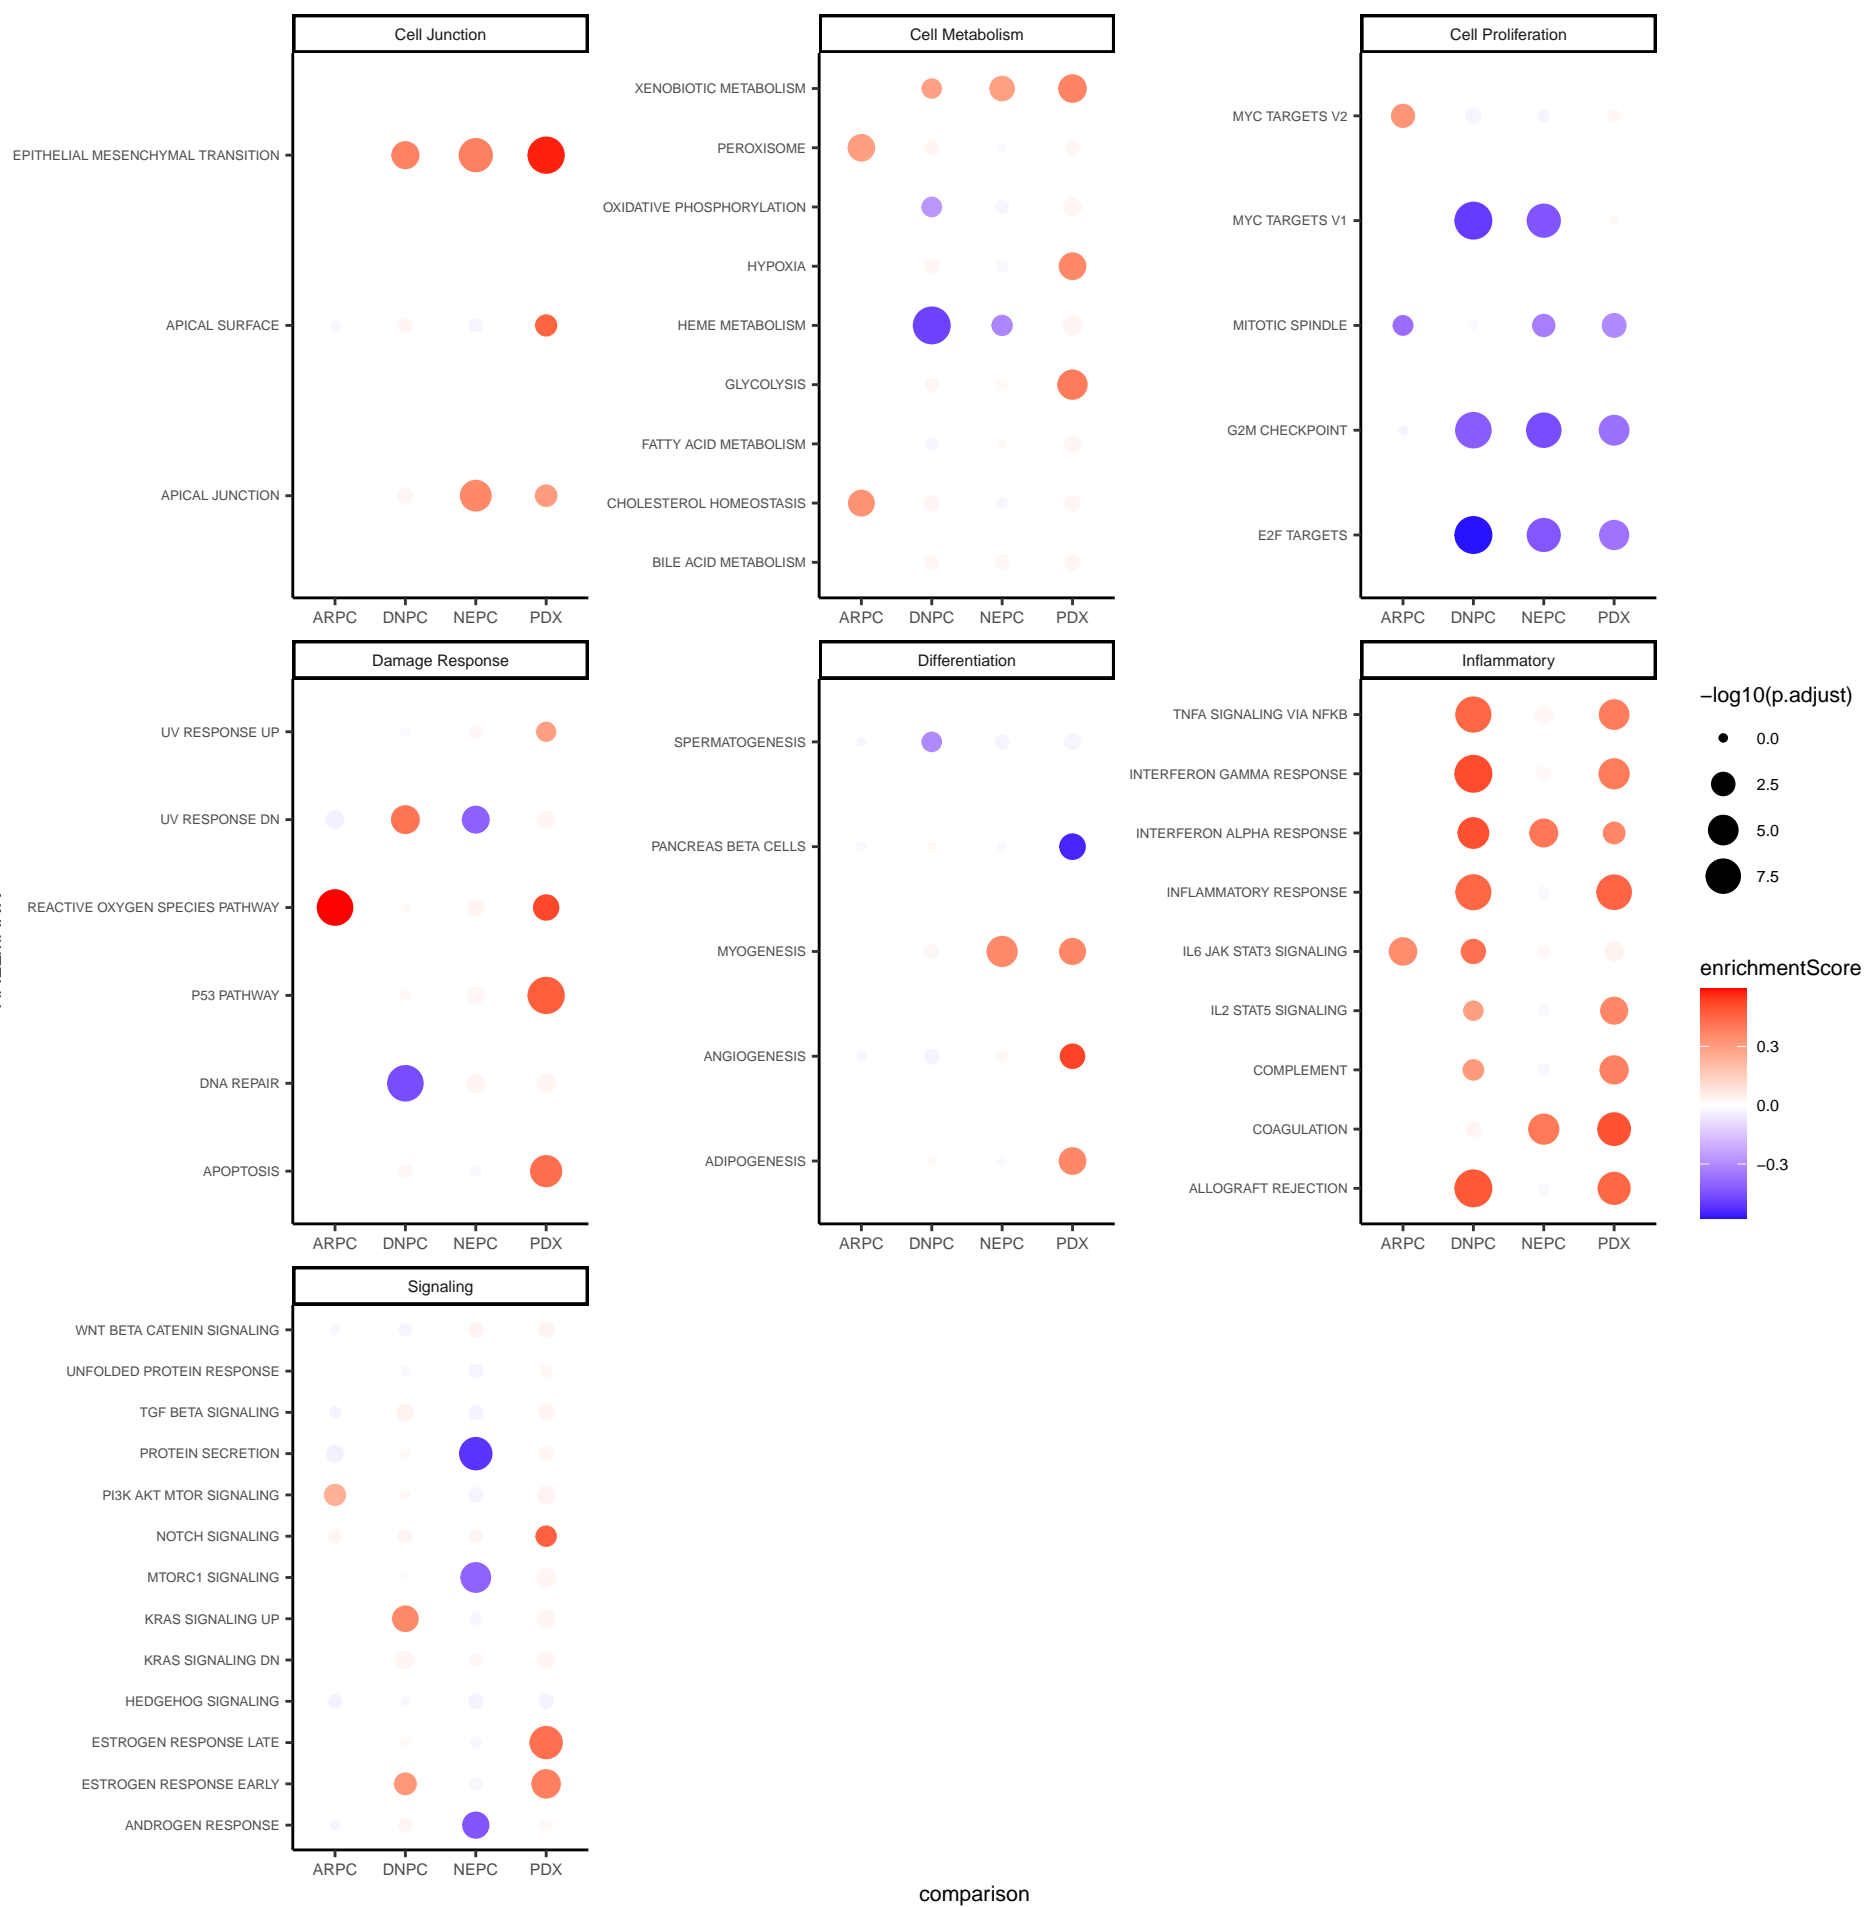 Cell Junction
EPITHELIAL MESENCHYMAL TRANSITION
APICAL SURFACE
APICAL JUNCTION
ARPC DNPC NEPC PDX
Cell Metabolism
XENOBIOTIC METABOLISM
PEROXISOME
OXIDATIVE PHOSPHORYLATION
HYPOXIA
HEME METABOLISM
GLYCOLYSIS
FATTY ACID METABOLISM
CHOLESTEROL HOMEOSTASIS
BILE ACID METABOLISM
ARPC DNPC NEPC PDX
Cell Proliferation
MYC TARGETS V2
MYC TARGETS V1
MITOTIC SPINDLE
G2M CHECKPOINT
E2F TARGETS
ARPC DNPC NEPC PDX
Damage Response
UV RESPONSE UP
UV RESPONSE DN
REACTIVE OXYGEN SPECIES PATHWAY
P53 PATHWAY
DNA REPAIR
APOPTOSIS
ARPC DNPC NEPC PDX
Differentiation
SPERMATOGENESIS
PANCREAS BETA CELLS
MYOGENESIS
ANGIOGENESIS
ADIPOGENESIS
ARPC DNPC NEPC PDX
Inflammatory
TNFA SIGNALING VIA NFKB
INTERFERON GAMMA RESPONSE
INTERFERON ALPHA RESPONSE
INFLAMMATORY RESPONSE
IL6 JAK STAT3 SIGNALING
IL2 STAT5 SIGNALING
COMPLEMENT
COAGULATION
ALLOGRAFT REJECTION
ARPC DNPC NEPC PDX
−log10(p.adjust)
0.0
2.5
5.0
7.5
enrichmentScore
0.3
0.0
−0.3
Signaling
WNT BETA CATENIN SIGNALING
UNFOLDED PROTEIN RESPONSE
TGF BETA SIGNALING
PROTEIN SECRETION
PI3K AKT MTOR SIGNALING
NOTCH SIGNALING
MTORC1 SIGNALING
KRAS SIGNALING UP
KRAS SIGNALING DN
HEDGEHOG SIGNALING
ESTROGEN RESPONSE LATE
ESTROGEN RESPONSE EARLY
ANDROGEN RESPONSE
ARPC DNPC NEPC PDX
comparison